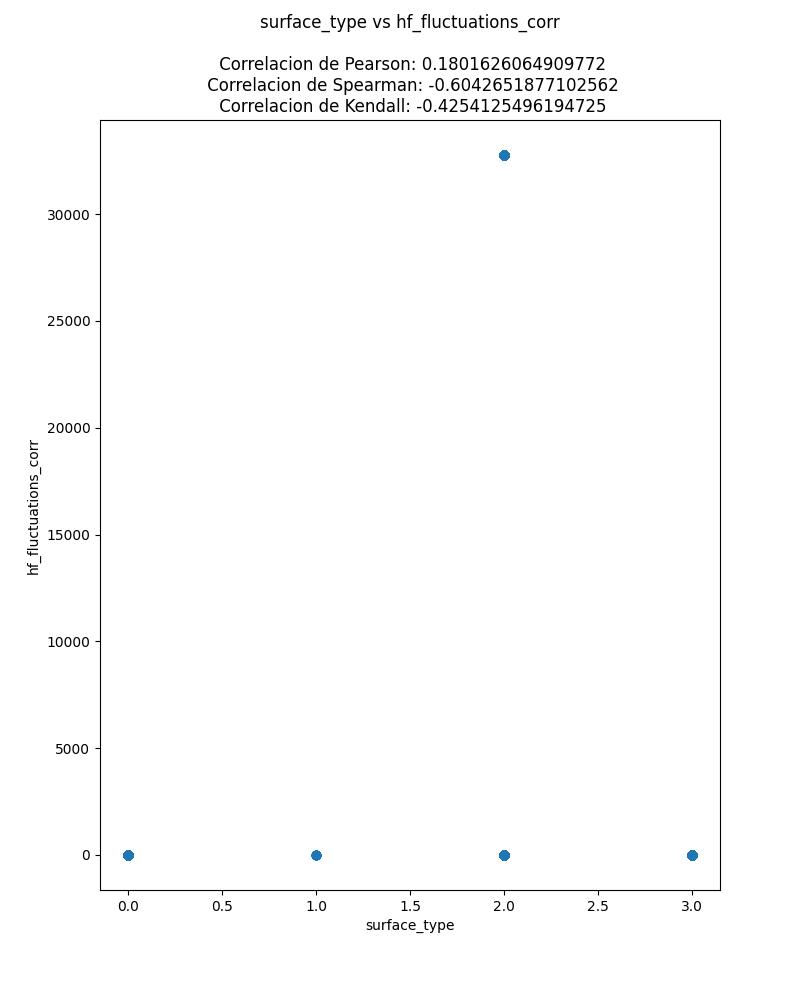 surface_type vs hf_fluctuations_corr
Correlacion de Pearson: 0.1801626064909772
Correlacion de Spearman: -0.6042651877102562
Correlacion de Kendall: -0.4254125496194725
30000
25000
20000
15000
10000
5000
0
hf_fluctuations_corr
0.0 0.5 1.0 1.5 2.0 2.5 3.0
surface_type